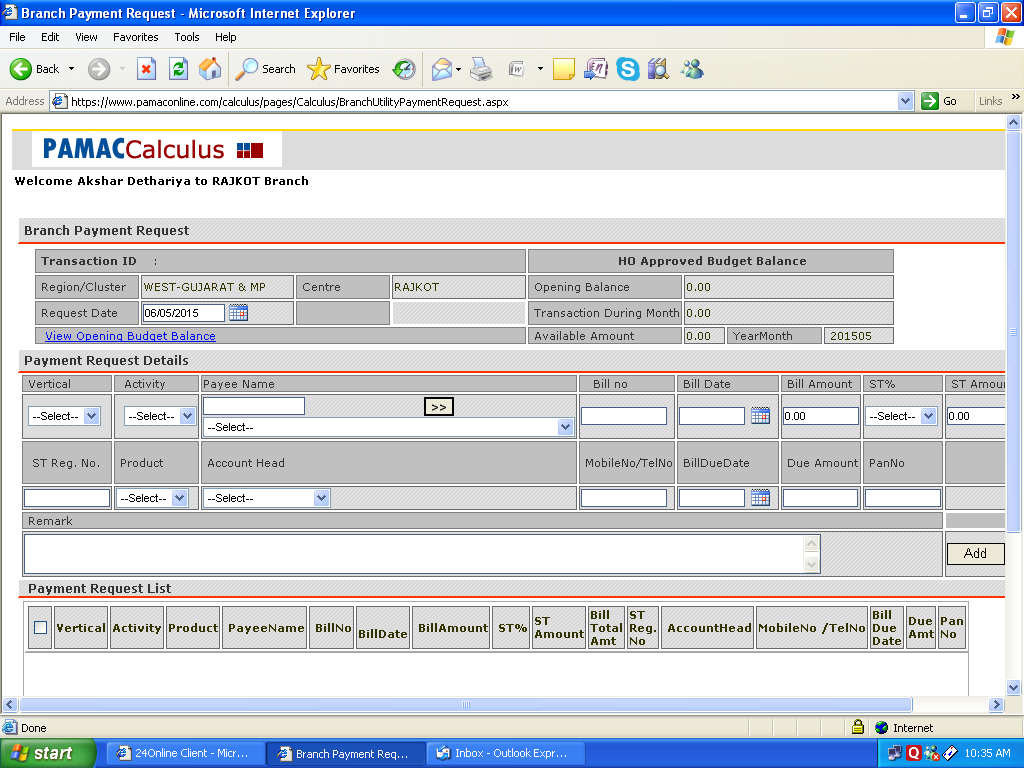 Branch Payment Request - Microsoft Internet Explorer
File Edit View Favorites Tools Help
Back Search Favorites
Address https://www.pamaconline.com/calculus/pages/Calculus/BranchUtilityPaymentRequest.aspx Go Links »
PAMACCalculus
Welcome Akshar Dethariya to RAJKOT Branch
Branch Payment Request
Transaction ID : HO Approved Budget Balance
Region/Cluster WEST-GUJARAT & MP Centre RAJKOT Opening Balance 0.00
Request Date 06/05/2015 Transaction During Month 0.00
View Opening Budget Balance Available Amount 0.00 YearMonth 201505
Payment Request Details
Vertical Activity Payee Name Bill no Bill Date Bill Amount ST% ST Amour
>>
--Select-- --Select-- 0.00 --Select-- 0.00
--Select--
ST Reg. No. Product Account Head MobileNo/TelNo BillDueDate Due Amount PanNo
--Select-- --Select--
Remark
Add
Payment Request List
Vertical Activity Product PayeeName BillNo BillDate BillAmount ST% ST Amount Bill Total Amt ST Reg. No AccountHead MobileNo /TelNo Bill Due Date Due Amt Pan No
Done Internet
start 24Online Client - Micr... Branch Payment Req... Inbox - Outlook Expr... 10:35 AM